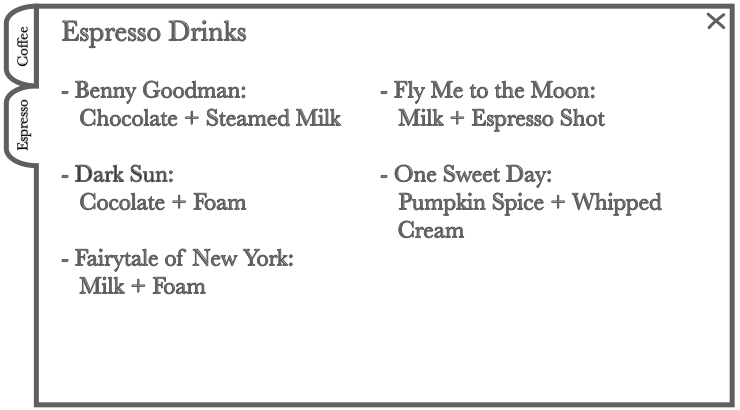 Coffee
Espresso
Espresso Drinks
- Benny Goodman:
Chocolate + Steamed Milk
- Dark Sun:
Cocolate + Foam
- Fairytale of New York:
Milk + Foam
- Fly Me to the Moon:
Milk + Espresso Shot
- One Sweet Day:
Pumpkin Spice + Whipped
Cream